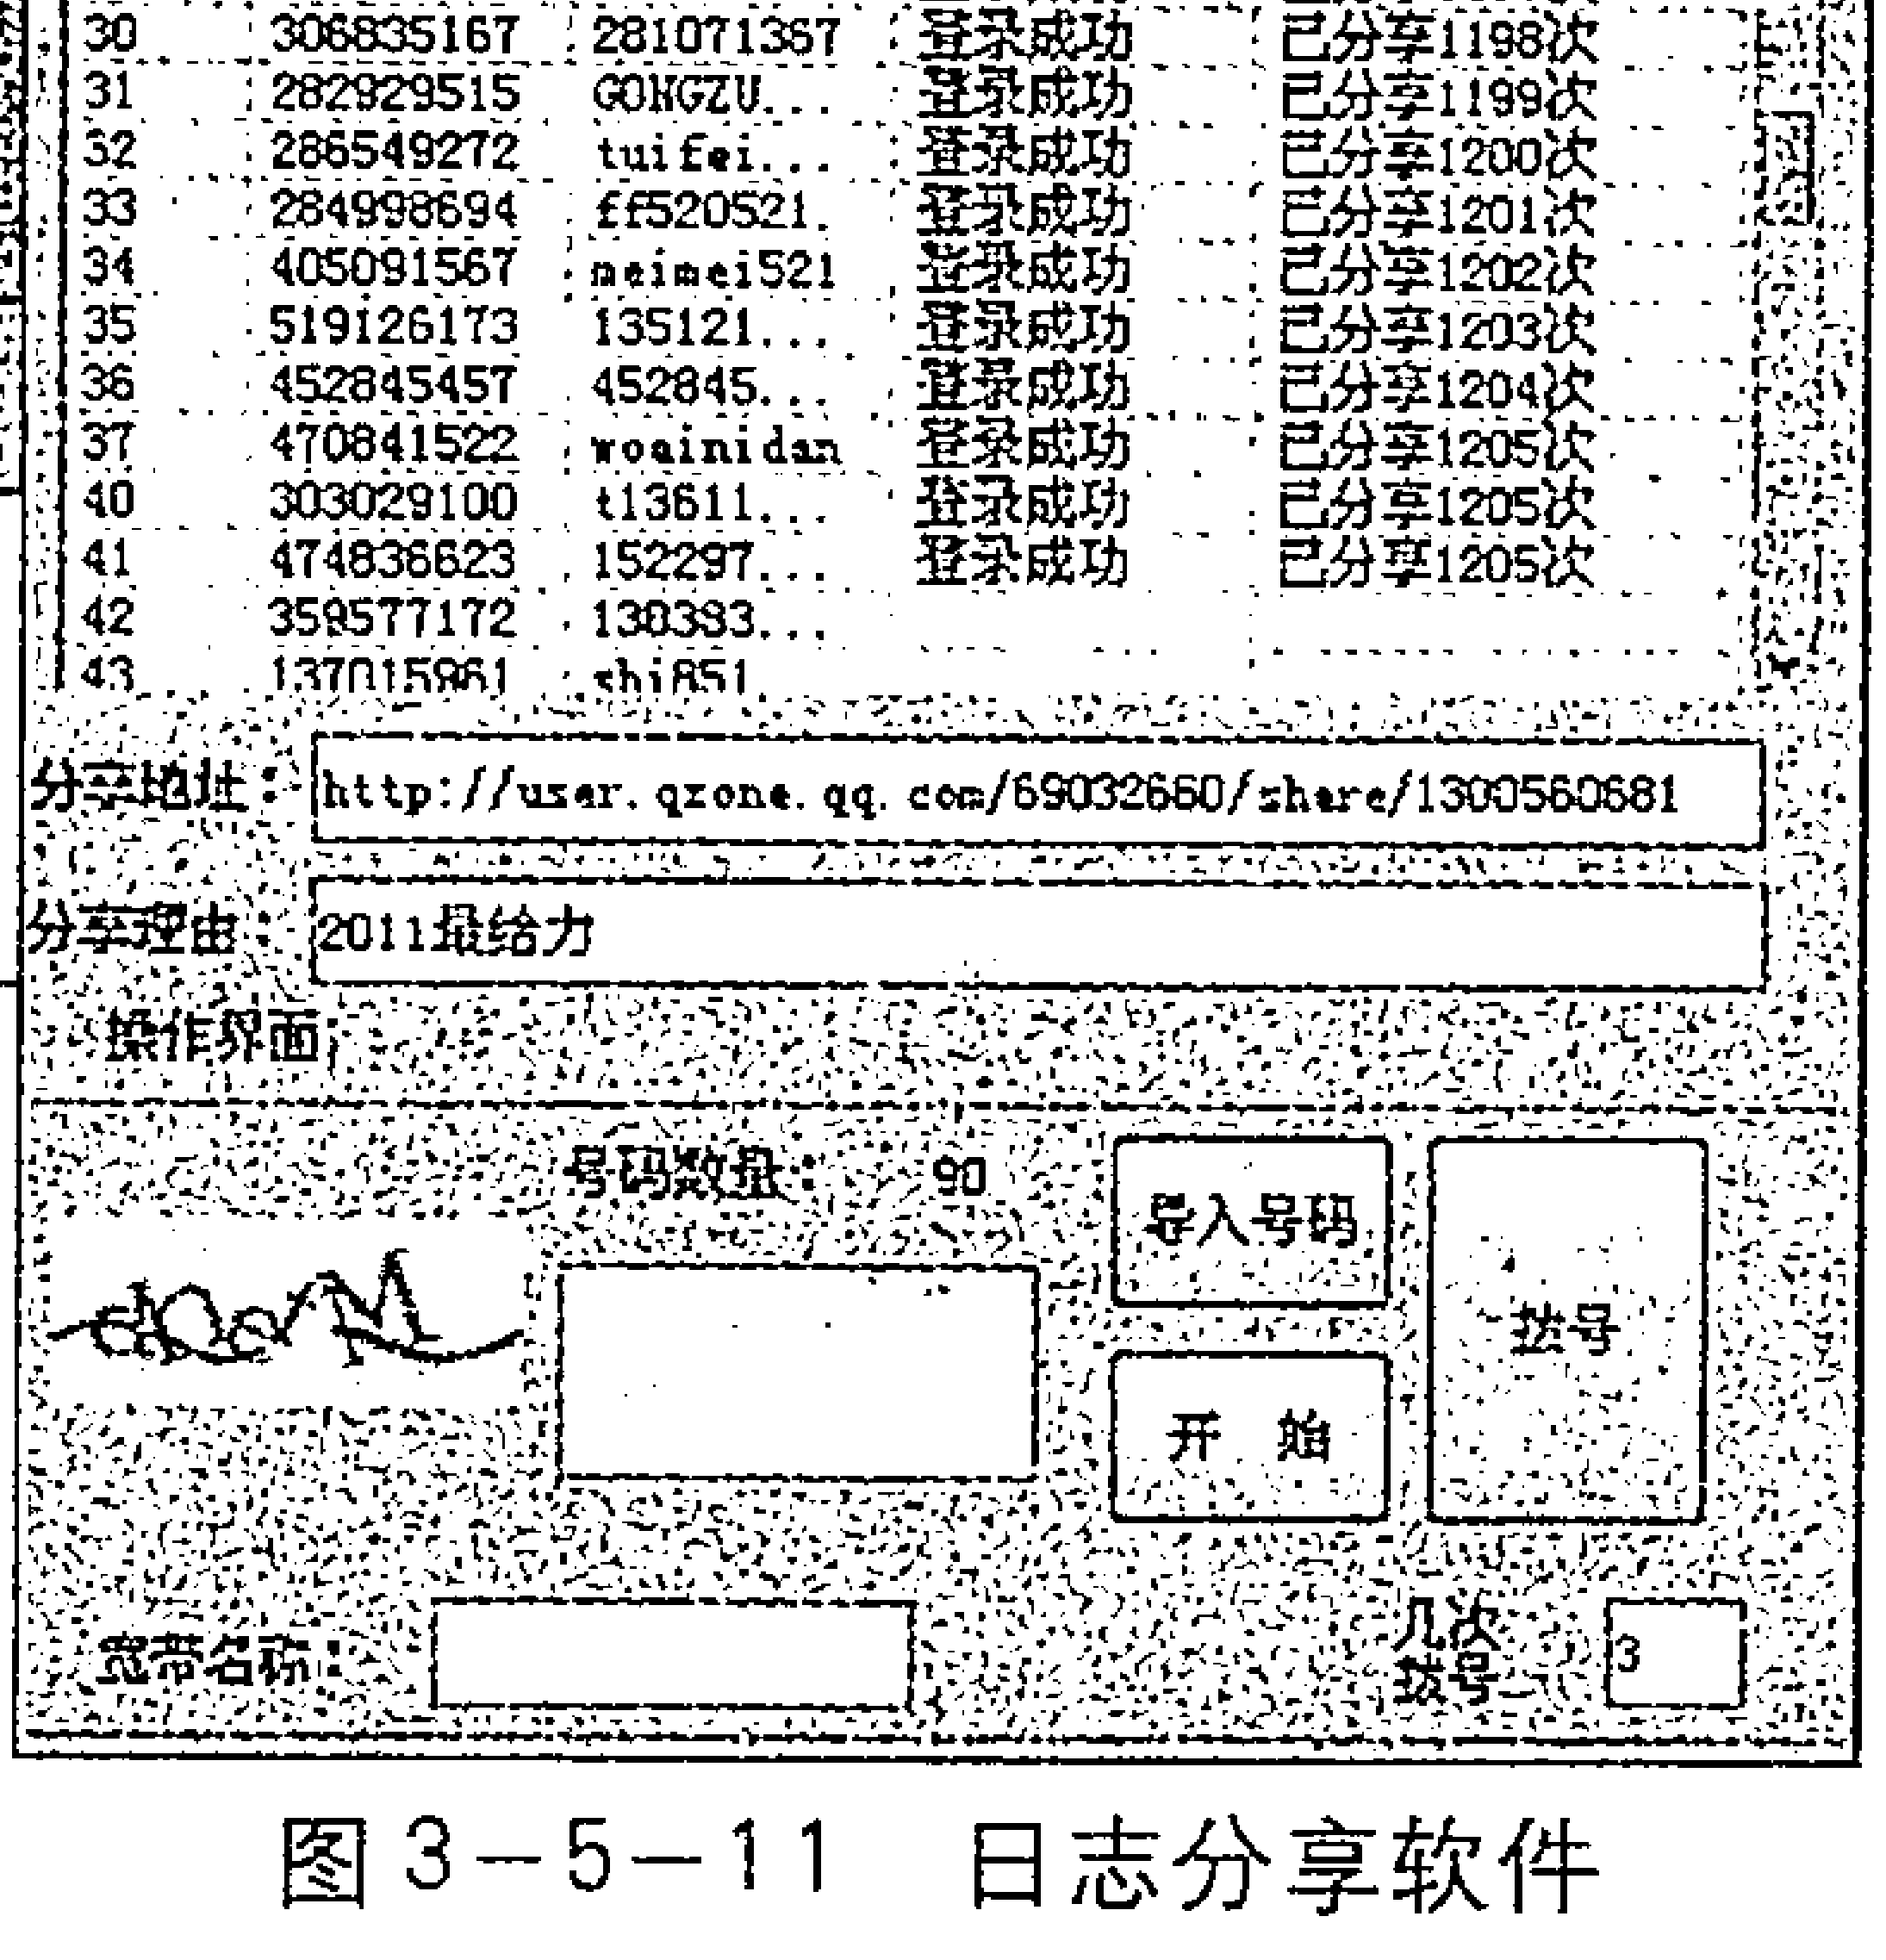 30 306835167 281071367 登录成功 已分享1198次
31 282929515 GONGZU... 登录成功 已分享1199次
32 286549272 tuifei... 登录成功 已分享1200次
33 284998694 ff520521. 登录成功 已分享1201次
34 405091567 meimei521 登录成功 已分享1202次
35 519126173 135121... 登录成功 已分享1203次
36 452845457 452845... 登录成功 已分享1204次
37 470841522 woainidan 登录成功 已分享1205次
40 303029100 t13611... 登录成功 已分享1205次
41 474836623 152297... 登录成功 已分享1205次
42 359577172 138383...
43
分享地址: http://user.qzone.qq.com/69032660/share/1300560681
分享理由: 2011最给力
操作界面:
号码数量: 90
导入号码
拨号
开 始
宽带名称:
几次
拨号
3
图3-5-11 日志分享软件